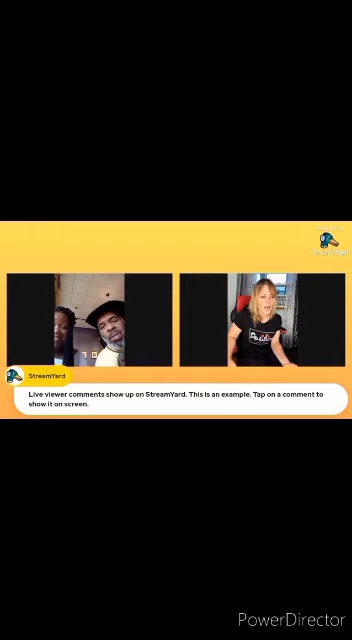 StreamYard
StreamYard
Live viewer comments show up on StreamYard. This is an example. Tap on a comment to
show it on screen.
PowerDirector